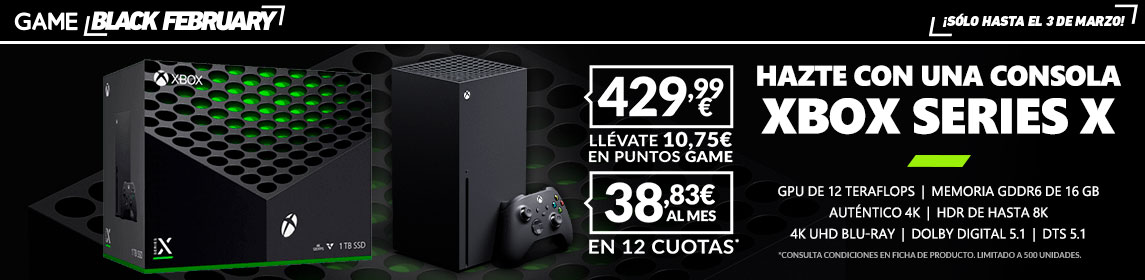 GAME BLACK FEBRUARY
¡SÓLO HASTA EL 3 DE MARZO!
XBOX
SERIES X
1 TB SSD
429,99€
LLÉVATE 10,75€
EN PUNTOS GAME
38,83€
AL MES
EN 12 CUOTAS*
HAZTE CON UNA CONSOLA
XBOX SERIES X
GPU DE 12 TERAFLOPS | MEMORIA GDDR6 DE 16 GB
AUTÉNTICO 4K | HDR DE HASTA 8K
4K UHD BLU-RAY | DOLBY DIGITAL 5.1 | DTS 5.1
*CONSULTA CONDICIONES EN FICHA DE PRODUCTO. LIMITADO A 500 UNIDADES.